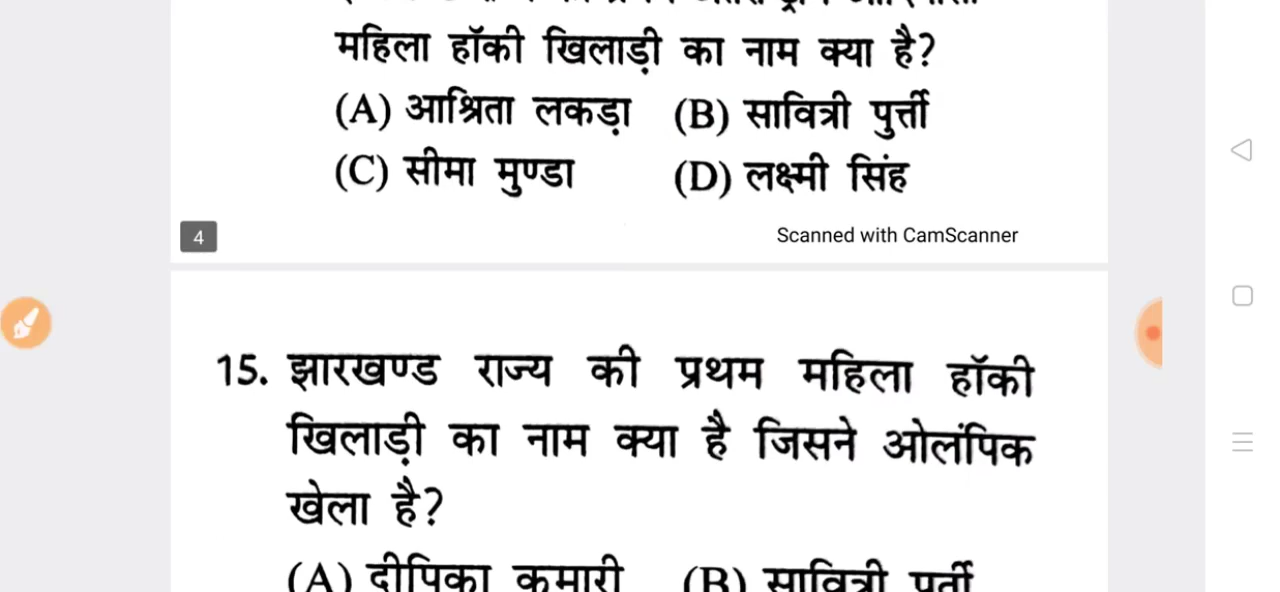 महिला हॉकी खिलाड़ी का नाम क्या है?
(A) आश्रिता लकड़ा (B) सावित्री पुर्त्ती
(C) सीमा मुण्डा (D) लक्ष्मी सिंह
4
Scanned with CamScanner
15. झारखण्ड राज्य की प्रथम महिला हॉकी
खिलाड़ी का नाम क्या है जिसने ओलंपिक
खेला है?
(A) दीपिका कुमारी (B) सावित्री पुर्ती